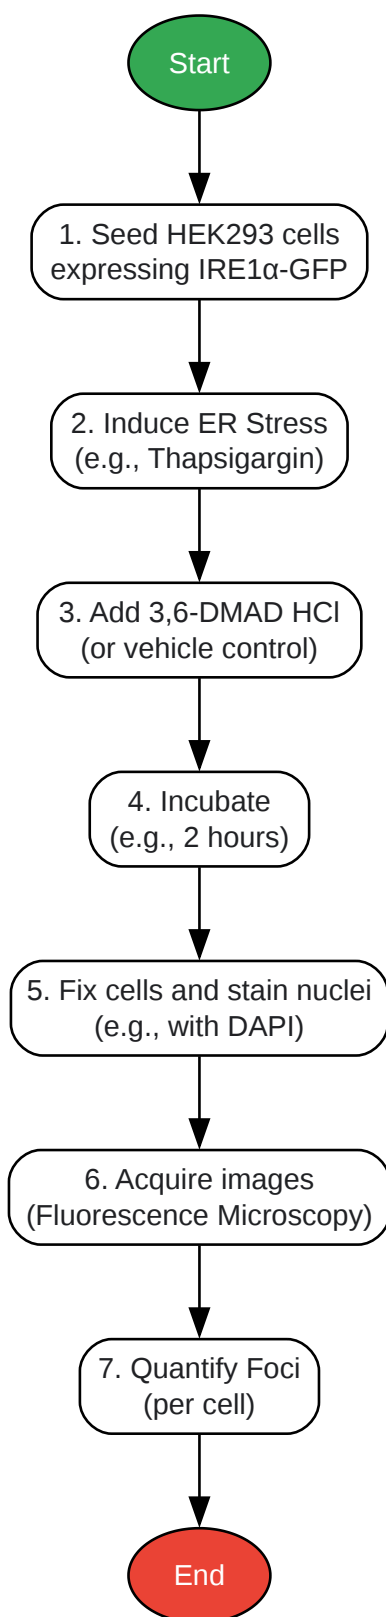 Start
1. Seed HEK293 cells
expressing IRE1α-GFP
2. Induce ER Stress
(e.g., Thapsigargin)
3. Add 3,6-DMAD HCl
(or vehicle control)
4. Incubate
(e.g., 2 hours)
5. Fix cells and stain nuclei
(e.g., with DAPI)
6. Acquire images
(Fluorescence Microscopy)
7. Quantify Foci
(per cell)
End